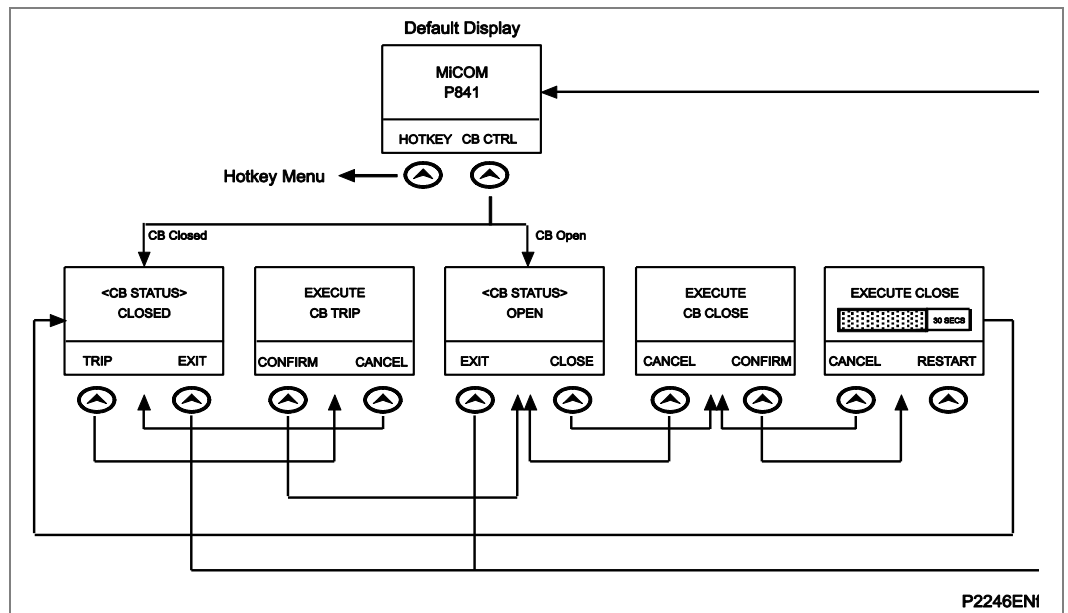 Default Display
MiCOM
P841
HOTKEY CB CTRL
Hotkey Menu
CB Closed
CB Open
<CB STATUS>
CLOSED
TRIP EXIT
EXECUTE
CB TRIP
CONFIRM CANCEL
<CB STATUS>
OPEN
EXIT CLOSE
EXECUTE
CB CLOSE
CANCEL CONFIRM
EXECUTE CLOSE
30 SECS
CANCEL RESTART
P2246ENf